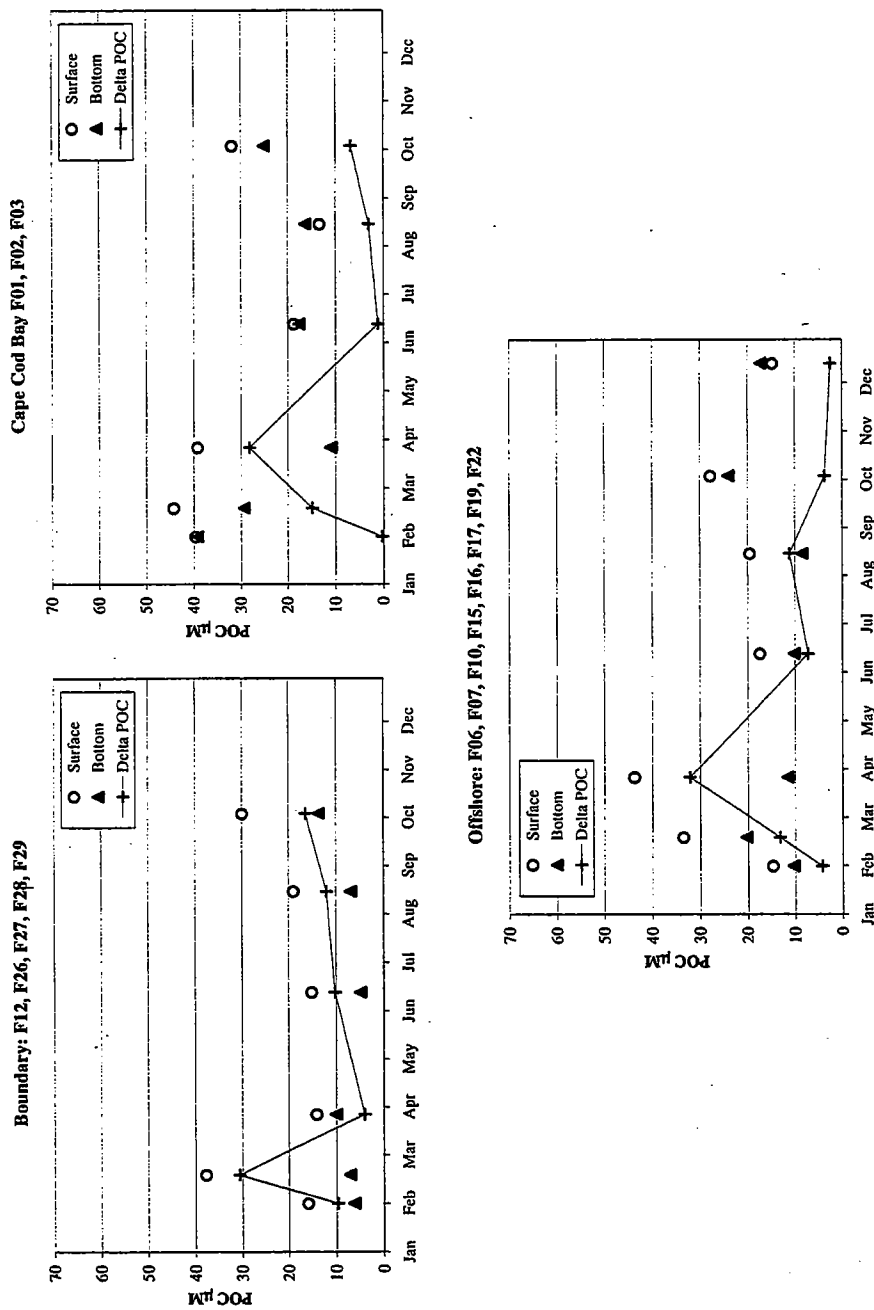 Boundary: F12, F26, F27, F28, F29
POC µM
70
60
50
40
30
20
10
0
Surface
Bottom
Delta POC
Jan Feb Mar Apr May Jun Jul Aug Sep Oct Nov Dec
Cape Cod Bay F01, F02, F03
POC µM
70
60
50
40
30
20
10
0
Surface
Bottom
Delta POC
Jan Feb Mar Apr May Jun Jul Aug Sep Oct Nov Dec
Offshore: F06, F07, F10, F15, F16, F17, F19, F22
POC µM
70
60
50
40
30
20
10
0
Surface
Bottom
Delta POC
Jan Feb Mar Apr May Jun Jul Aug Sep Oct Nov Dec